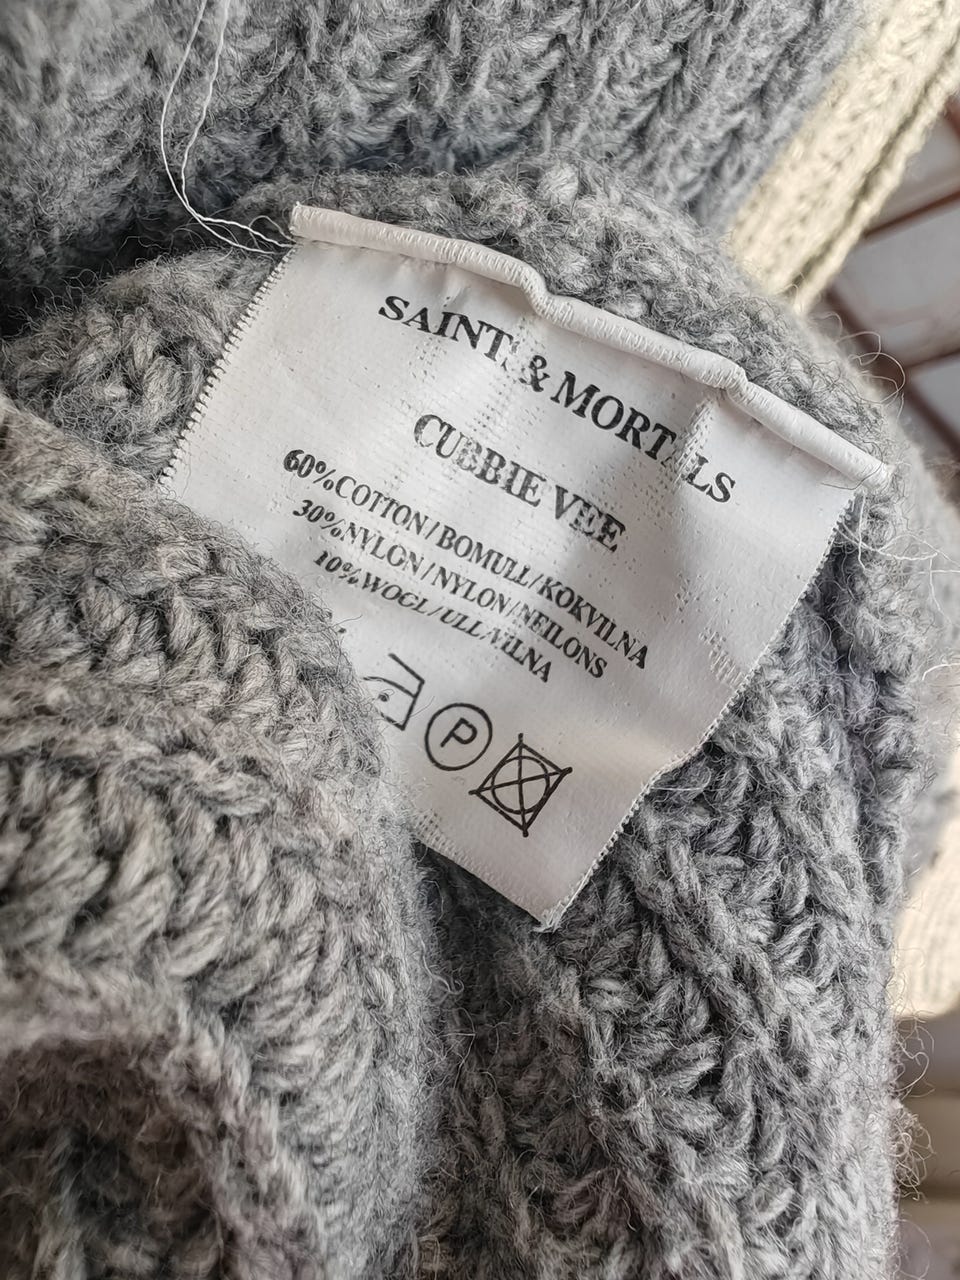 SAINT & MORTALS
CUBBIE VEE
60%COTTON/BOMULL/KOKVILNA
30%NYLON/NYLON/NEILONS
10%WOOL/ULL/VILNA
P